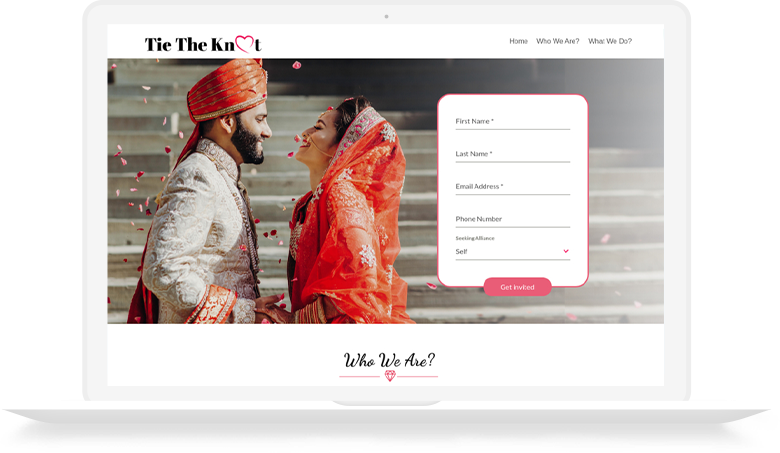 Tie The Kn t
Home Who We Are? What We Do?
First Name *
Last Name *
Email Address *
Phone Number
Seeking Alliance
Self
Get invited
Who We Are?